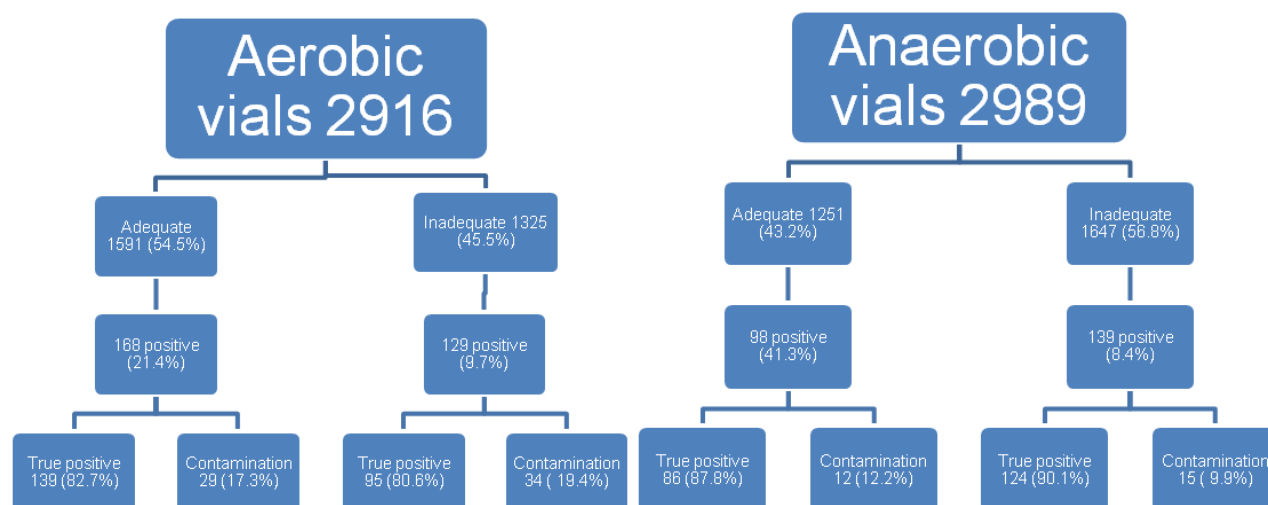 Aerobic
vials 2916
Adequate
1591 (54.5%)
Inadequate 1325
(45.5%)
168 positive
(21.4%)
129 positive
(9.7%)
True positive
139 (82.7%)
Contamination
29 (17.3%)
True positive
95 (80.6%)
Contamination
34 ( 19.4%)
Anaerobic
vials 2989
Adequate 1251
(43.2%)
Inadequate
1647 (56.8%)
98 positive
(41.3%)
139 positive
(8.4%)
True positive
86 (87.8%)
Contamination
12 (12.2%)
True positive
124 (90.1%)
Contamination
15 ( 9.9%)